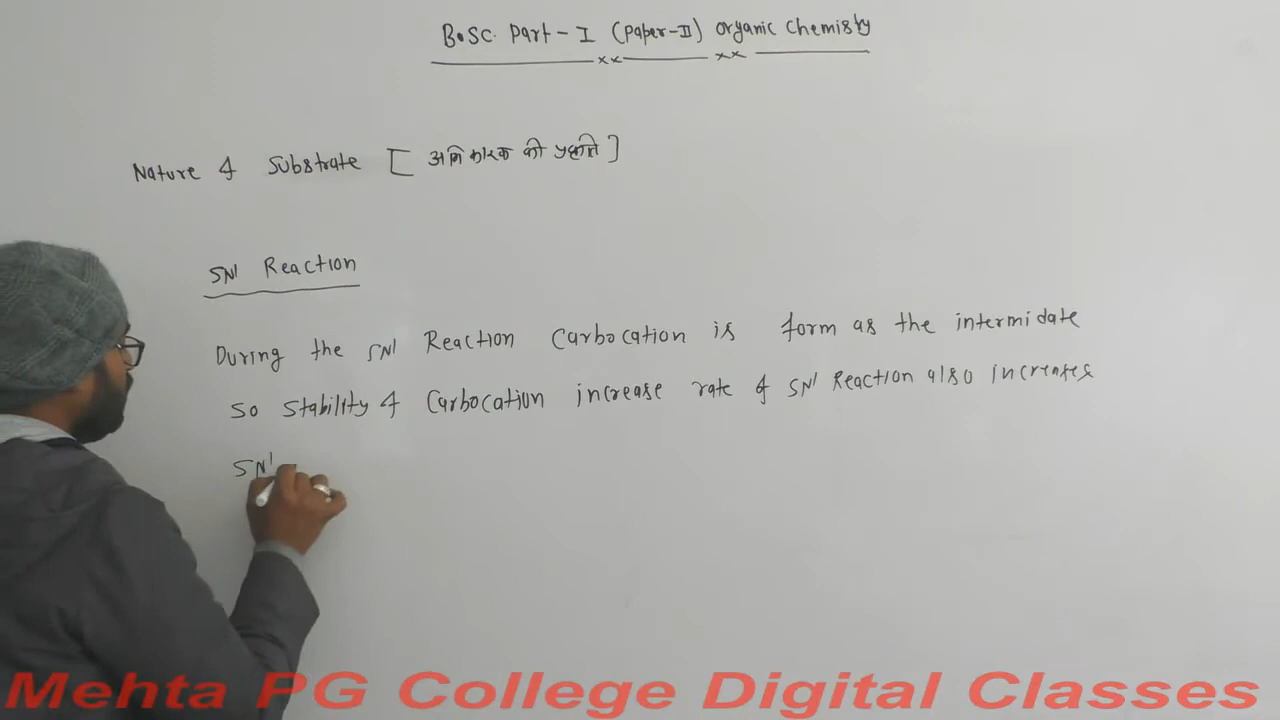 B.SC. Part - I (Paper-II) Organic Chemisty
Nature of Substrate [ अभिकारक की प्रकृति ]
SN1 Reaction
During the SN1 Reaction Carbocation is form as the intermidate
So Stability of Carbocation increase rate of SN1 Reaction also increases
SN1
Mehta PG College Digital Classes